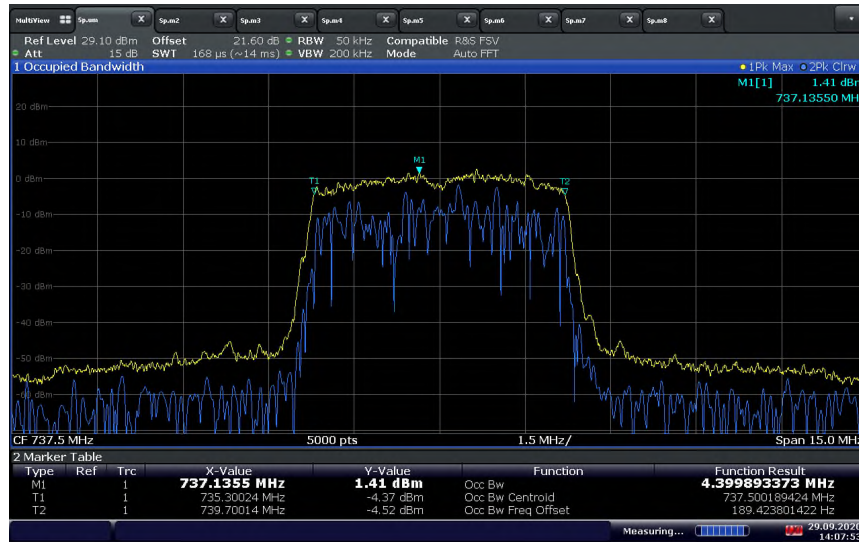 MultiView Sp.um X Sp.m2 X Sp.m3 X Sp.m4 X Sp.m5 X Sp.m6 X Sp.m7 X Sp.m8 X
Ref Level 29.10 dBm Offset 21.60 dB RBW 50 kHz Compatible R&S FSV
Att 15 dB SWT 168 µs (~14 ms) VBW 200 kHz Mode Auto FFT
1 Occupied Bandwidth 1Pk Max 2Pk Clrw
M1[1] 1.41 dBr
737.13550 MH
20 dBm
10 dBm
M1
0 dBm
T1
T2
-10 dBm
-20 dBm
-30 dBm
-40 dBm
-50 dBm
-60 dBm
CF 737.5 MHz 5000 pts 1.5 MHz/ Span 15.0 MHz
2 Marker Table
Type Ref Trc X-Value Y-Value Function Function Result
M1 1 737.1355 MHz 1.41 dBm Occ Bw 4.399893373 MHz
T1 1 735.30024 MHz -4.37 dBm Occ Bw Centroid 737.500189424 MHz
T2 1 739.70014 MHz -4.52 dBm Occ Bw Freq Offset 189.423801422 Hz
Measuring... 29.09.2020
14:07:53